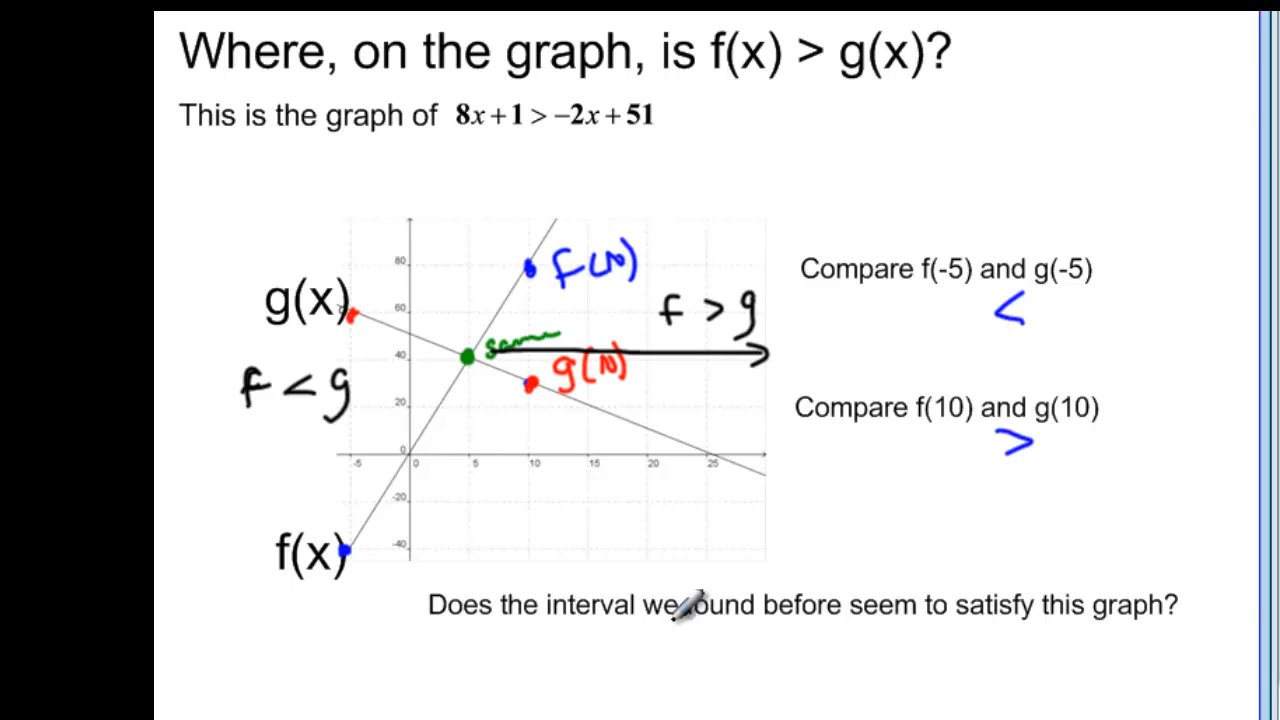 Where, on the graph, is f(x) > g(x)?
This is the graph of 8x+1 > −2x+51
80
f(10)
Compare f(-5) and g(-5)
<
g(x)
60
f > g
same
40
g(10)
f < g
20
Compare f(10) and g(10)
>
0
-5 0 5 10 15 20 25
-20
-40
f(x)
Does the interval we found before seem to satisfy this graph?